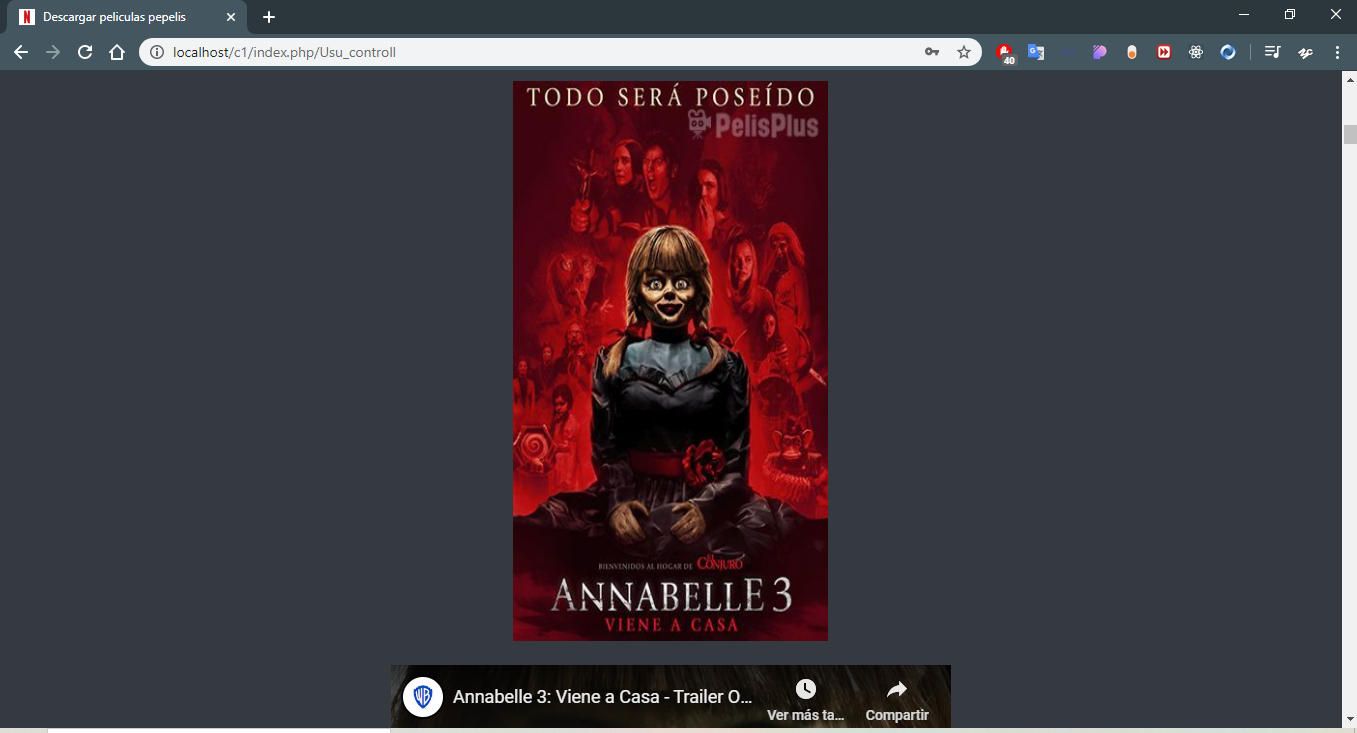 Descargar peliculas pepelis
localhost/c1/index.php/Usu_controll
40
TODO SERÁ POSEÍDO
PelisPlus
BIENVENIDOS AL HOGAR DE EL CONJURO
ANNABELLE 3
VIENE A CASA
Annabelle 3: Viene a Casa - Trailer O...
Ver más ta...
Compartir